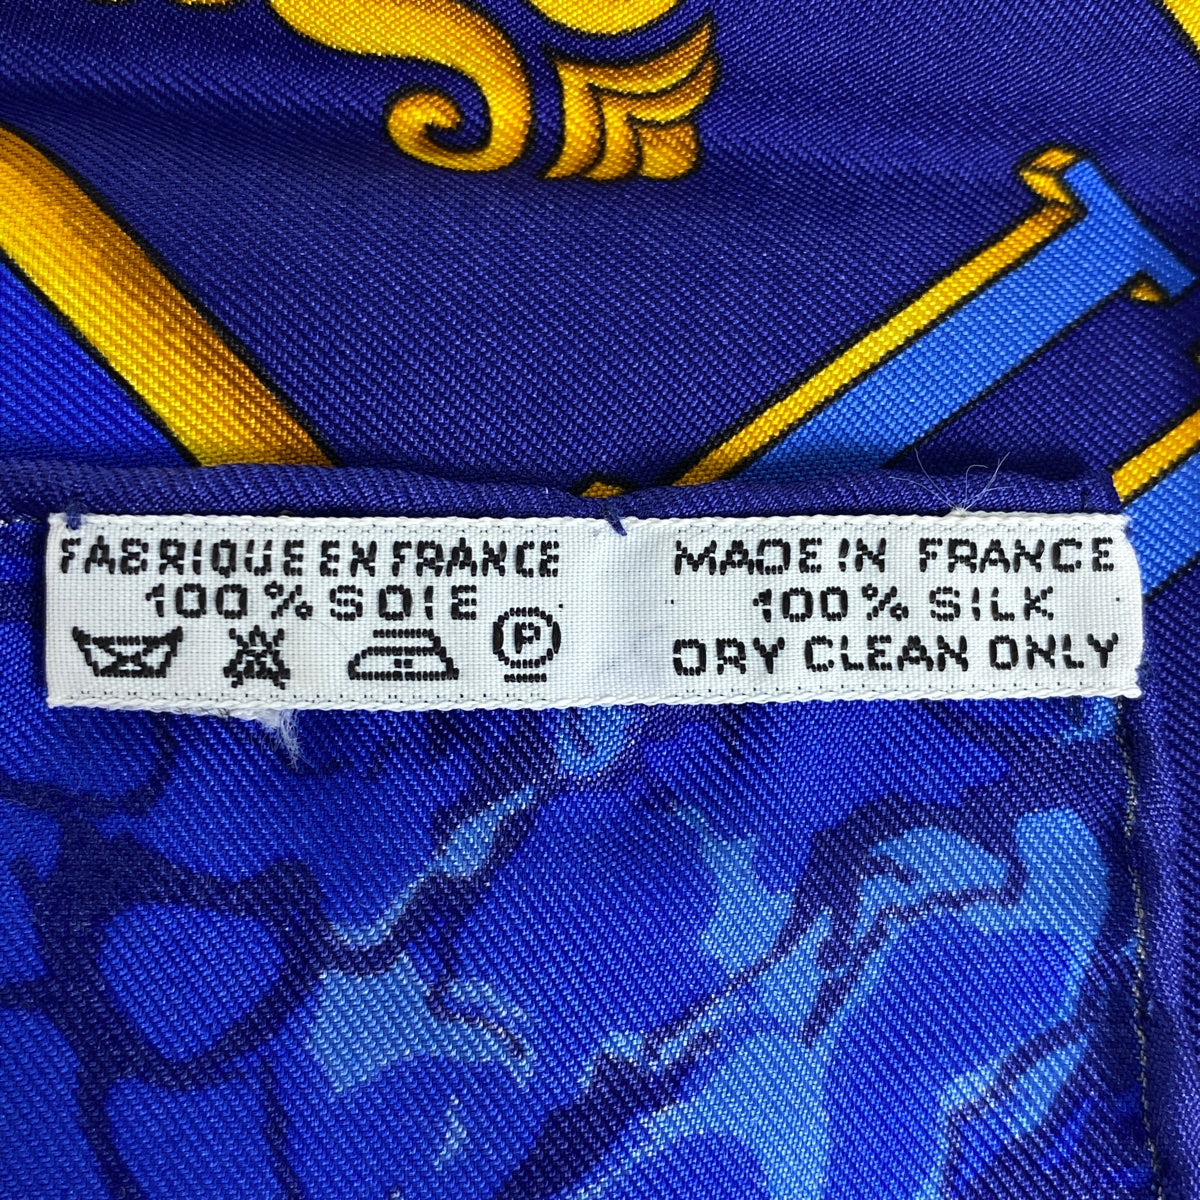 FABRIQUE EN FRANCE
100% SOIE
P
MADE IN FRANCE
100% SILK
DRY CLEAN ONLY